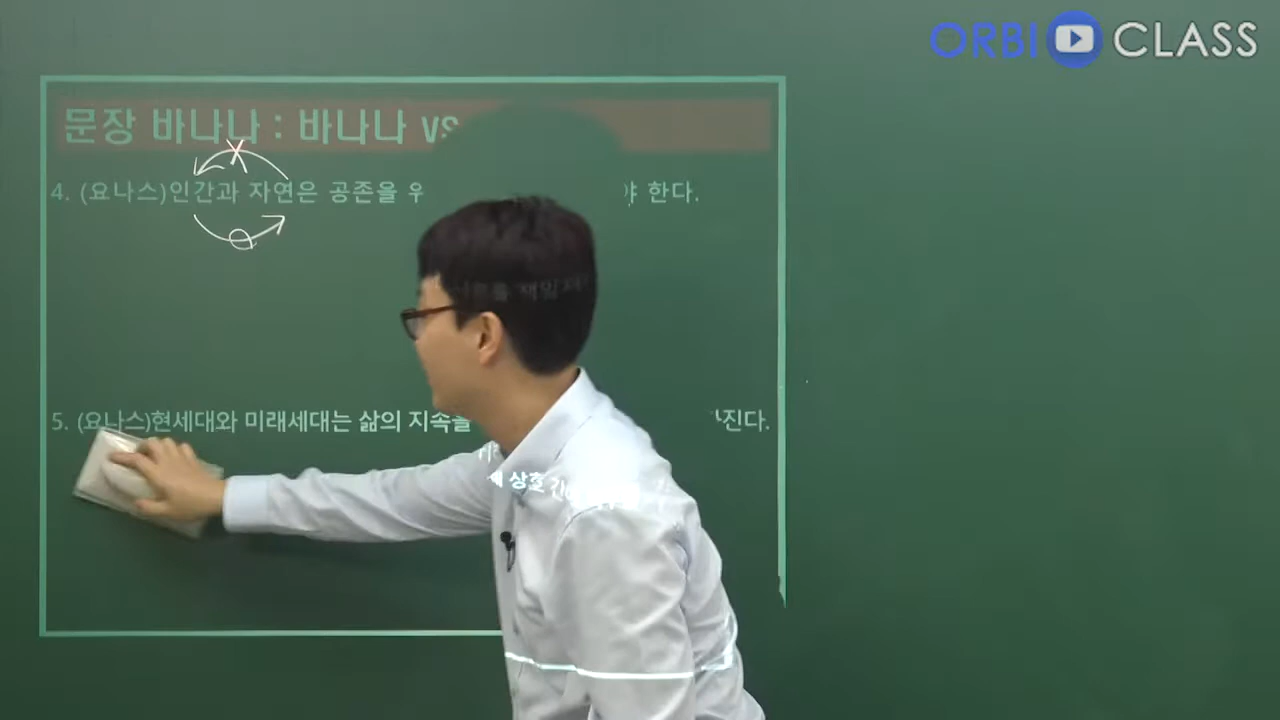 ORBI CLASS
문장 바나나 : 바나나 vs
4. (요나스)인간과 자연은 공존을 우 야 한다.
5. (요나스)현세대와 미래세대는 삶의 지속을 가진다.
상호 간